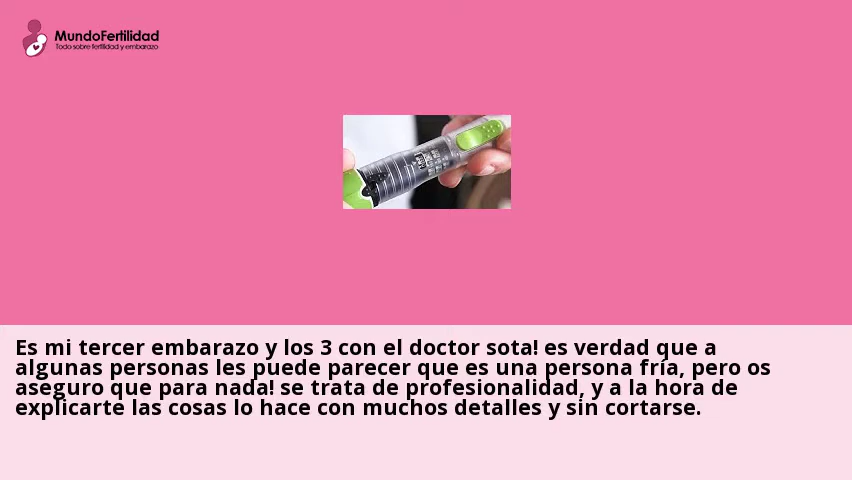 MundoFertilidad
Todo sobre fertilidad y embarazo
Es mi tercer embarazo y los 3 con el doctor sota! es verdad que a
algunas personas les puede parecer que es una persona fría, pero os
aseguro que para nada! se trata de profesionalidad, y a la hora de
explicarte las cosas lo hace con muchos detalles y sin cortarse.